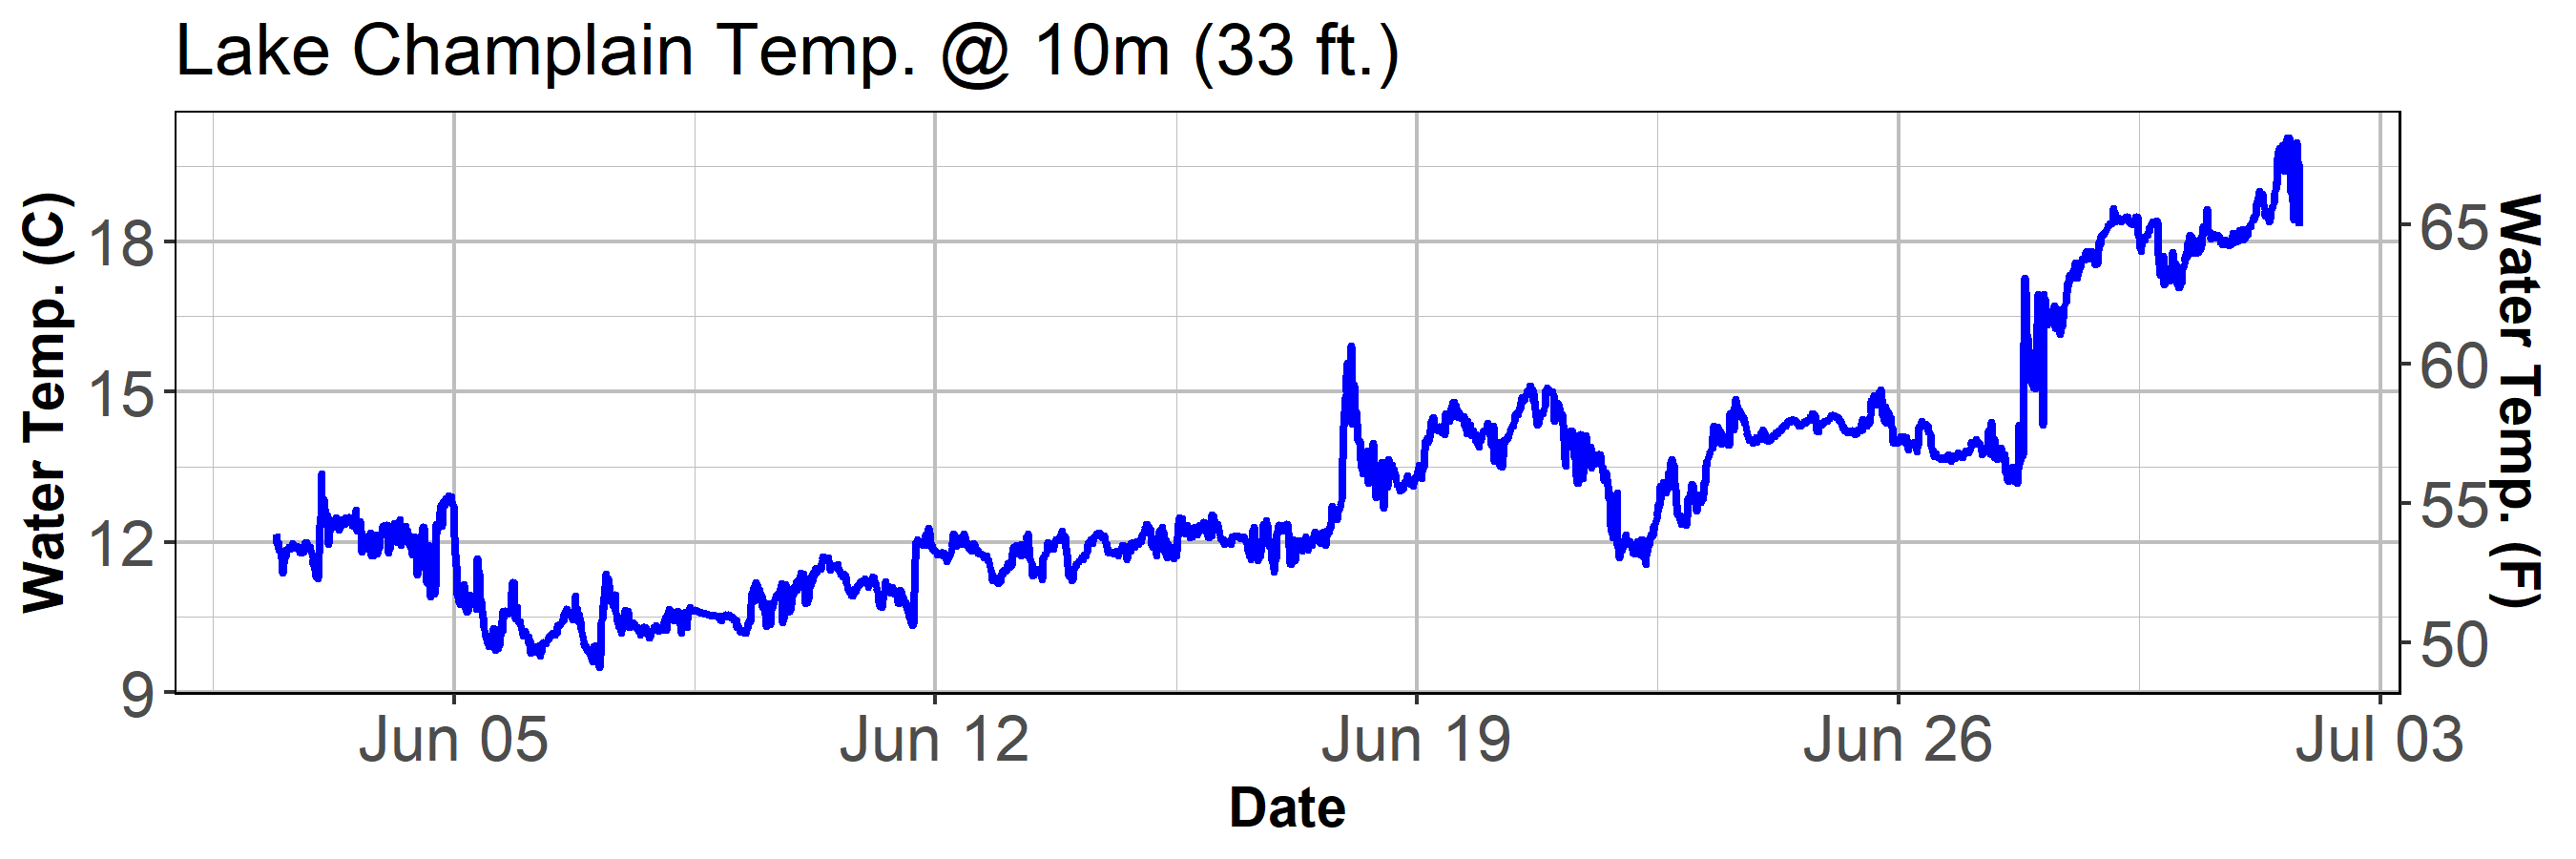 Lake Champlain Temp. @ 10m (33 ft.)
Water Temp. (C)
18
15
12
9
65
60
55
50
Water Temp. (F)
Jun 05 Jun 12 Jun 19 Jun 26 Jul 03
Date